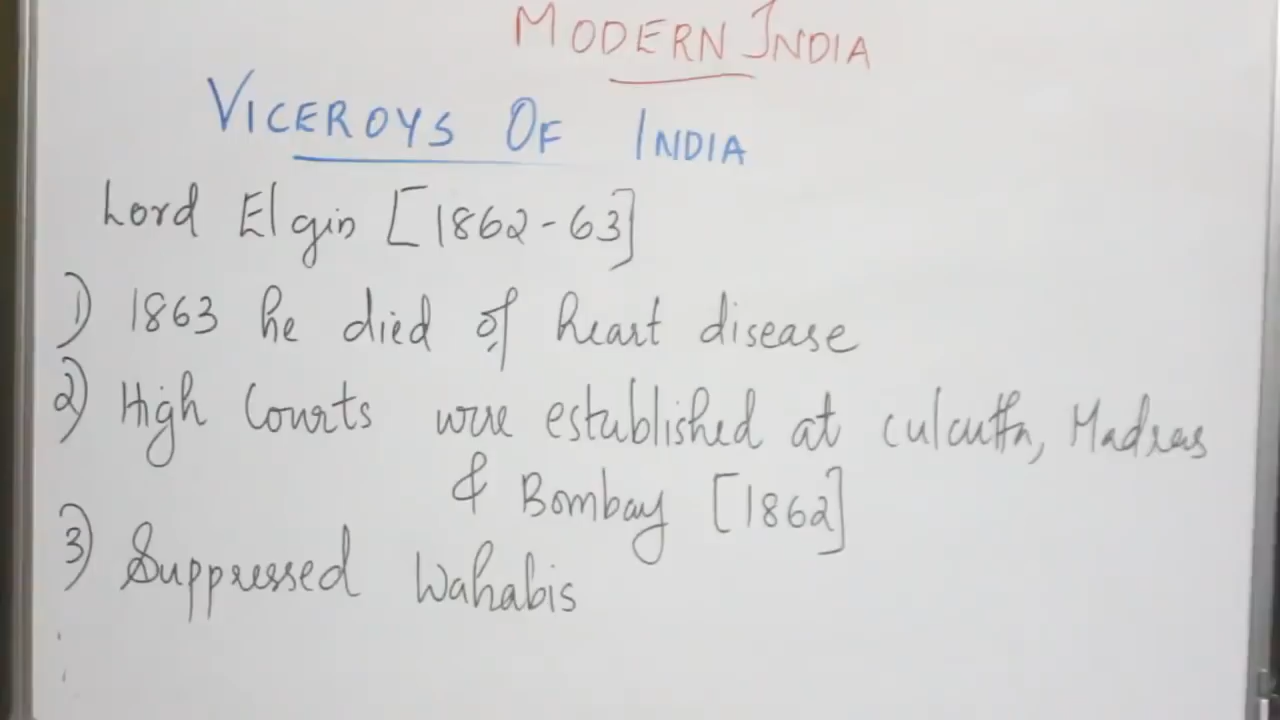 MODERN INDIA
VICEROYS OF INDIA
Lord Elgin [1862-63]
1) 1863 he died of heart disease
2) High Courts were established at Culcutta, Madras
& Bombay [1862]
3) Suppressed Wahabis